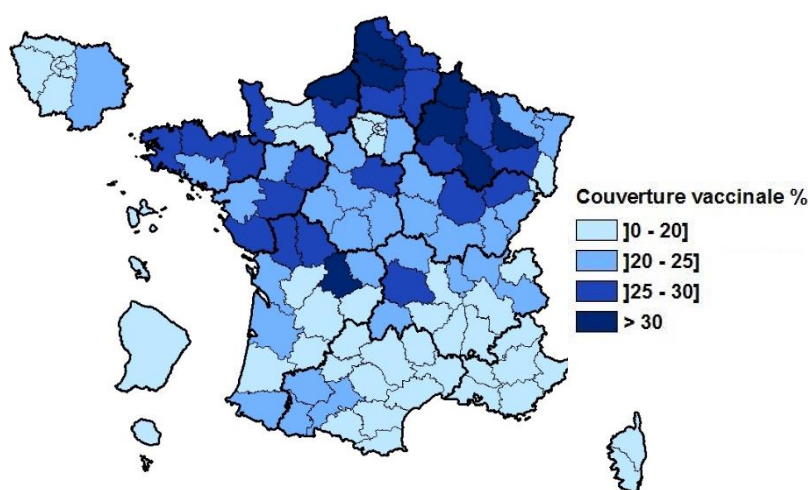 Couverture vaccinale %
]0 - 20]
]20 - 25]
]25 - 30]
> 30